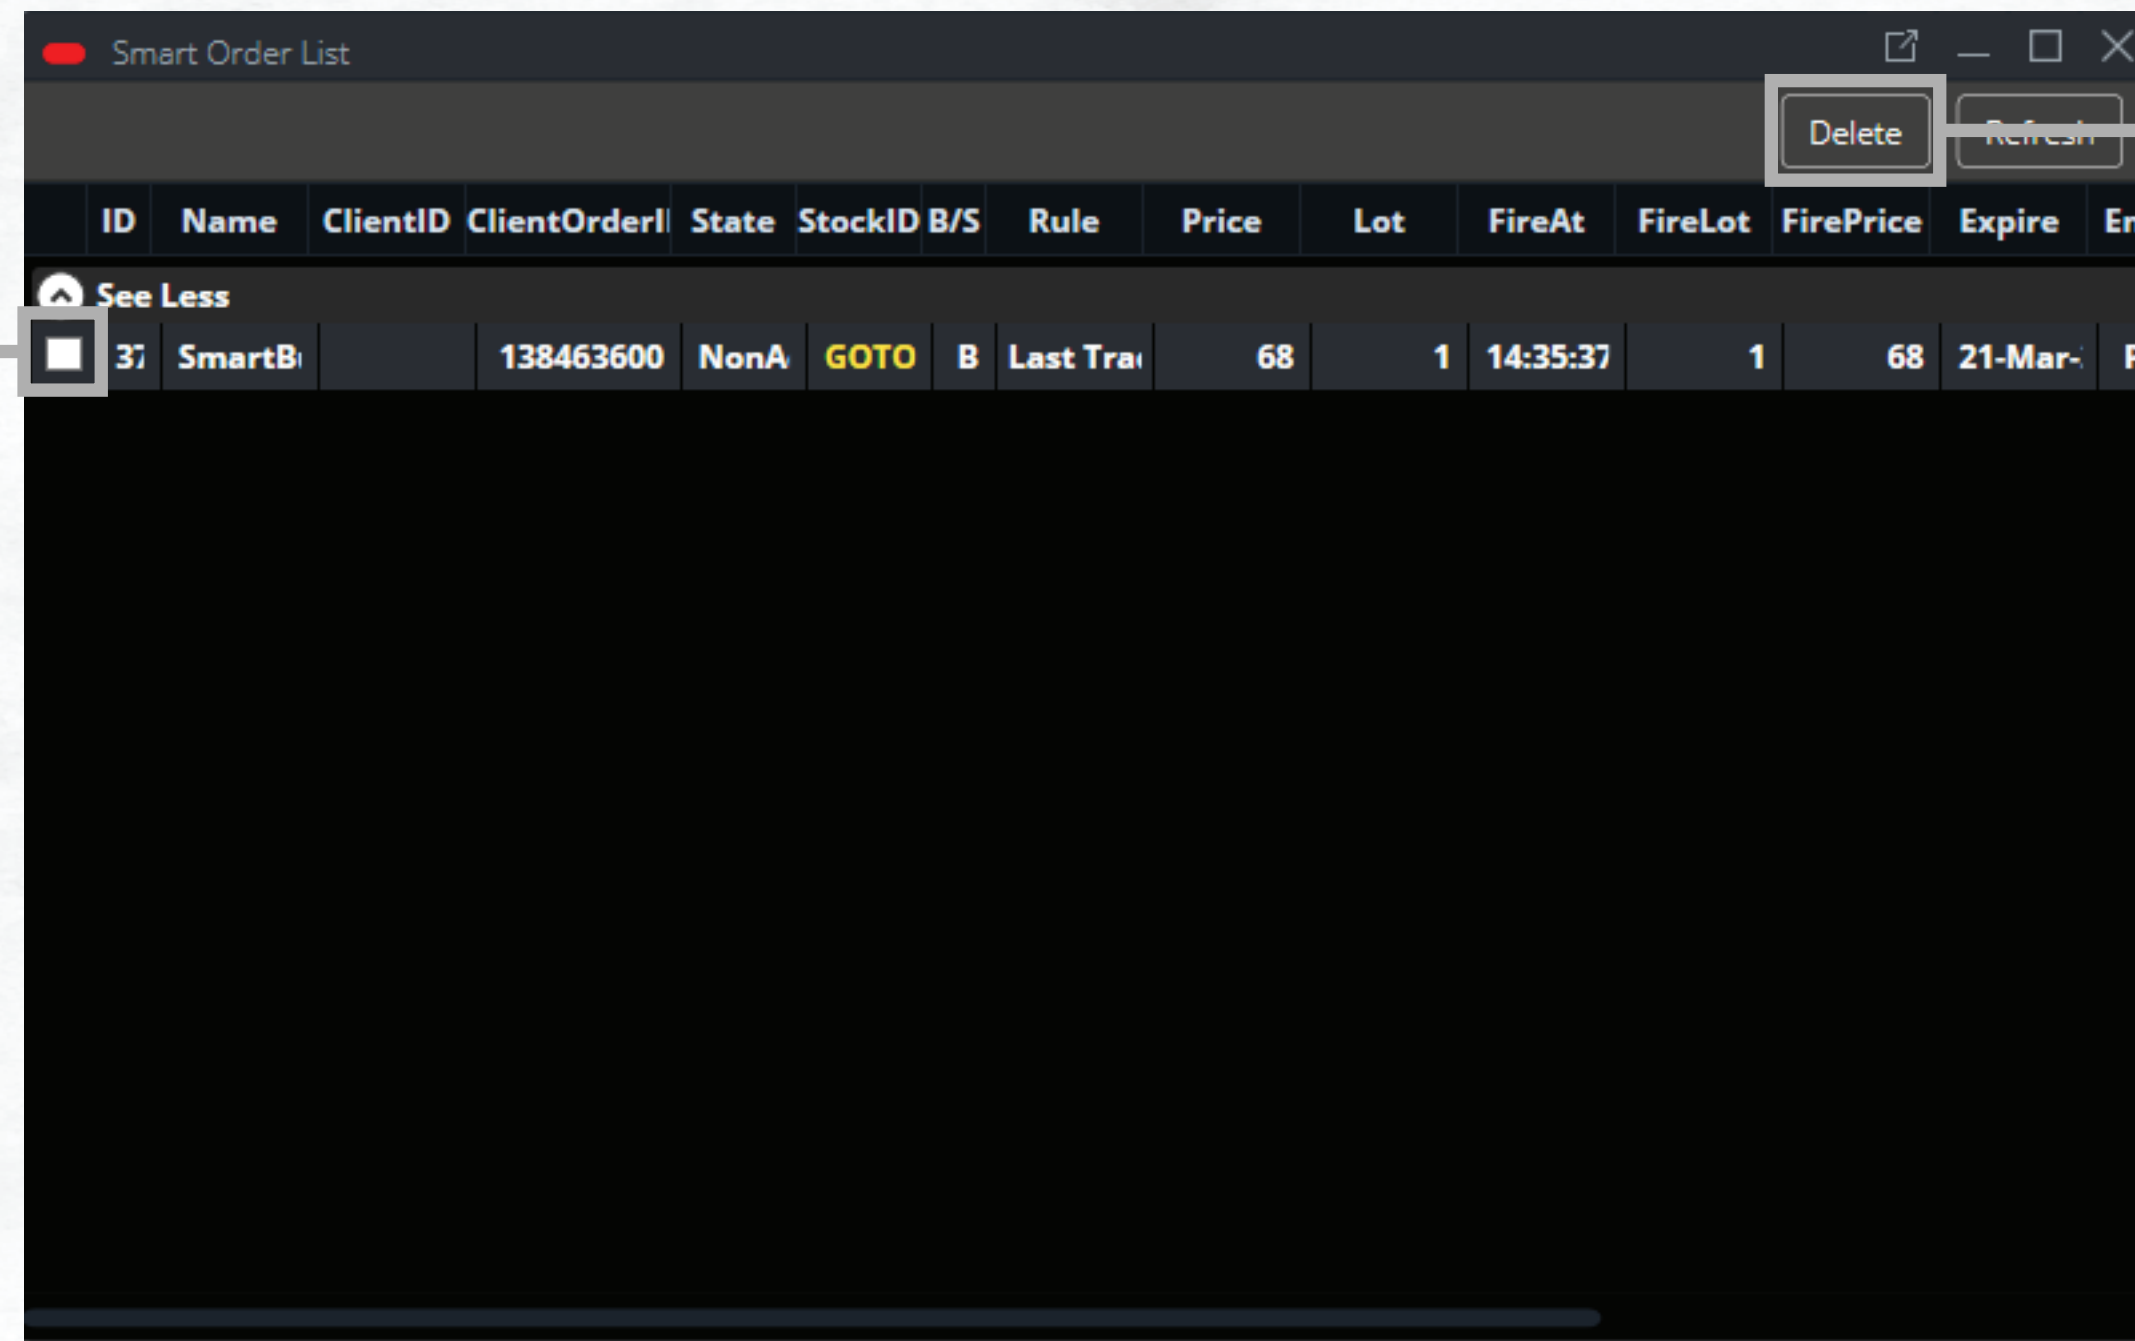 Smart Order List
Delete Refresh
ID Name ClientID ClientOrderI State StockID B/S Rule Price Lot FireAt FireLot FirePrice Expire
See Less
37 SmartB 138463600 NonA GOTO B Last Tra 68 1 14:35:37 1 68 21-Mar-